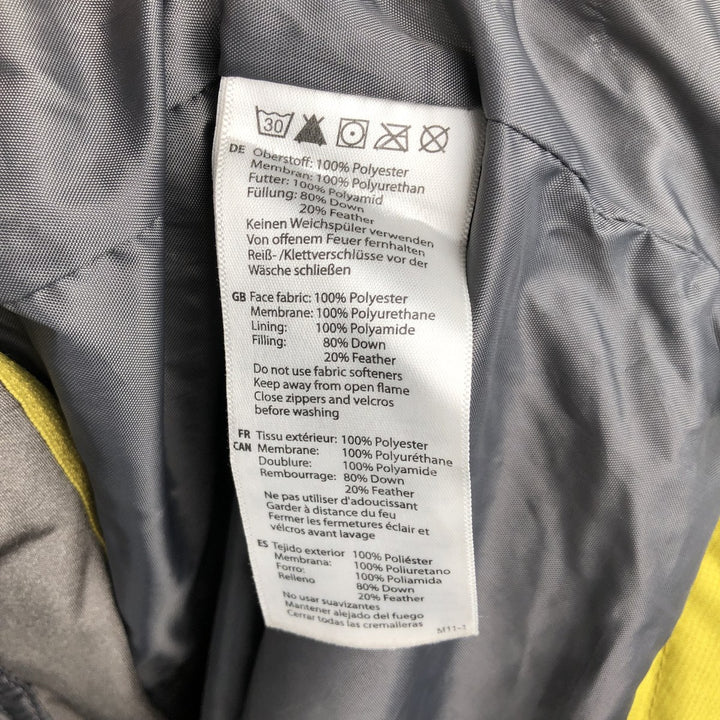 30
DE Oberstoff: 100% Polyester
Membran: 100% Polyurethan
Futter: 100% Polyamid
Füllung: 80% Down
20% Feather
Keinen Weichspüler verwenden
Von offenem Feuer fernhalten
Reiß- /Klettverschlüsse vor der
Wäsche schließen
GB Face fabric: 100% Polyester
Membrane: 100% Polyurethane
Lining: 100% Polyamide
Filling: 80% Down
20% Feather
Do not use fabric softeners
Keep away from open flame
Close zippers and velcros
before washing
FR Tissu extérieur: 100% Polyester
CAN Membrane: 100% Polyuréthane
Doublure: 100% Polyamide
Rembourrage: 80% Down
20% Feather
Ne pas utiliser d'adoucissant
Garder à distance du feu
Fermer les fermetures éclair et
vélcros avant lavage
ES Tejido exterior 100% Poliéster
Membrana: 100% Poliuretano
Forro: 100% Poliamida
Relleno 80% Down
20% Feather
No usar suavizantes
Mantener alejado del fuego
Cerrar todas las cremalleras